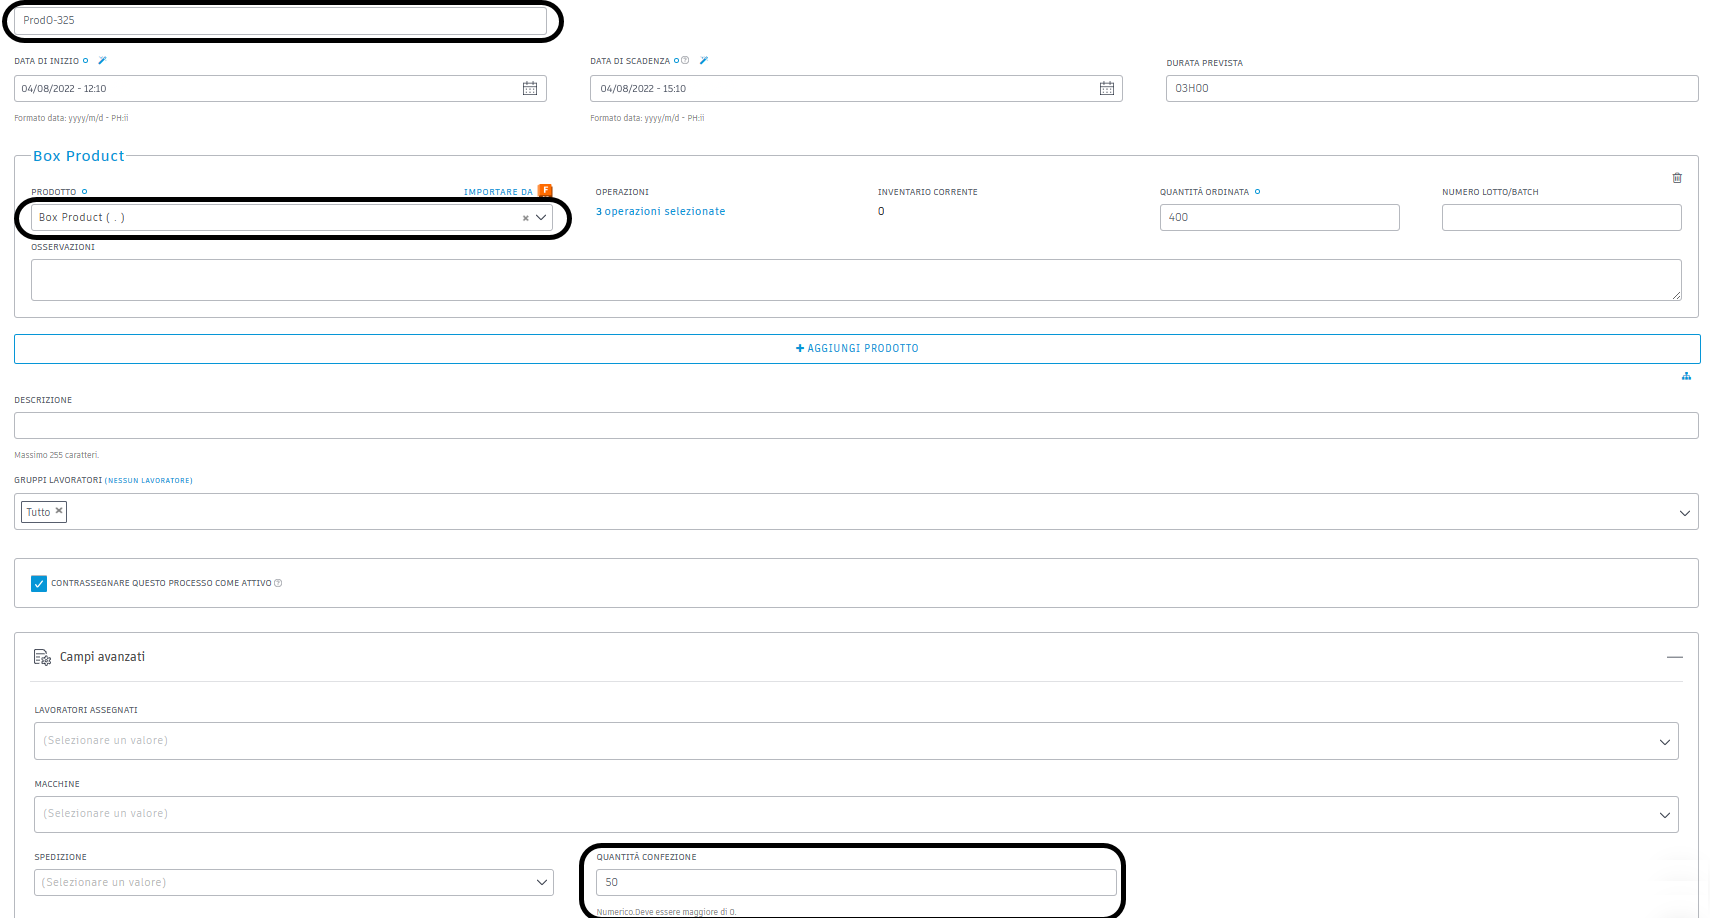 ProdO-325
DATA DI INIZIO
DATA DI SCADENZA
DURATA PREVISTA
04/08/2022 - 12:10
04/08/2022 - 15:10
03H00
Formato data: yyyy/m/d - PH:ii
Formato data: yyyy/m/d - PH:ii
Box Product
PRODOTTO
IMPORTARE DA F
OPERAZIONI
INVENTARIO CORRENTE
QUANTITÀ ORDINATA
NUMERO LOTTO/BATCH
Box Product ( . )
3 operazioni selezionate
0
400
OSSERVAZIONI
+ AGGIUNGI PRODOTTO
DESCRIZIONE
Massimo 255 caratteri.
GRUPPI LAVORATORI (NESSUN LAVORATORE)
Tutto
CONTRASSEGNARE QUESTO PROCESSO COME ATTIVO
Campi avanzati
LAVORATORI ASSEGNATI
(Selezionare un valore)
MACCHINE
(Selezionare un valore)
SPEDIZIONE
QUANTITÀ CONFEZIONE
(Selezionare un valore)
50
Numerico.Deve essere maggiore di 0.